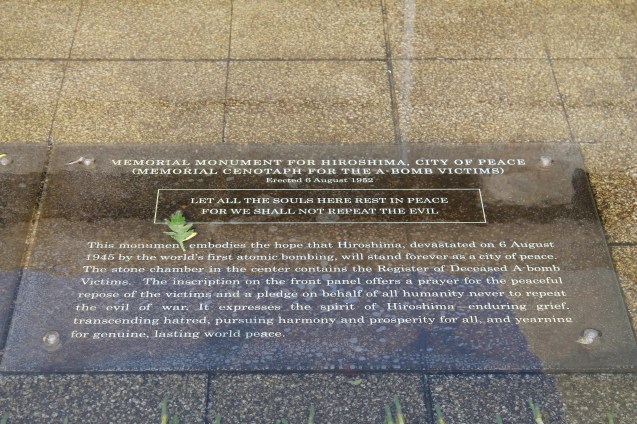 MEMORIAL MONUMENT FOR HIROSHIMA, CITY OF PEACE
(MEMORIAL CENOTAPH FOR THE A-BOMB VICTIMS)
Erected 6 August 1952
LET ALL THE SOULS HERE REST IN PEACE
FOR WE SHALL NOT REPEAT THE EVIL
This monument embodies the hope that Hiroshima, devastated on 6 August
1945 by the world's first atomic bombing, will stand forever as a city of peace.
The stone chamber in the center contains the Register of Deceased A-bomb
Victims. The inscription on the front panel offers a prayer for the peaceful
repose of the victims and a pledge on behalf of all humanity never to repeat
the evil of war. It expresses the spirit of Hiroshima — enduring grief,
transcending hatred, pursuing harmony and prosperity for all, and yearning
for genuine, lasting world peace.